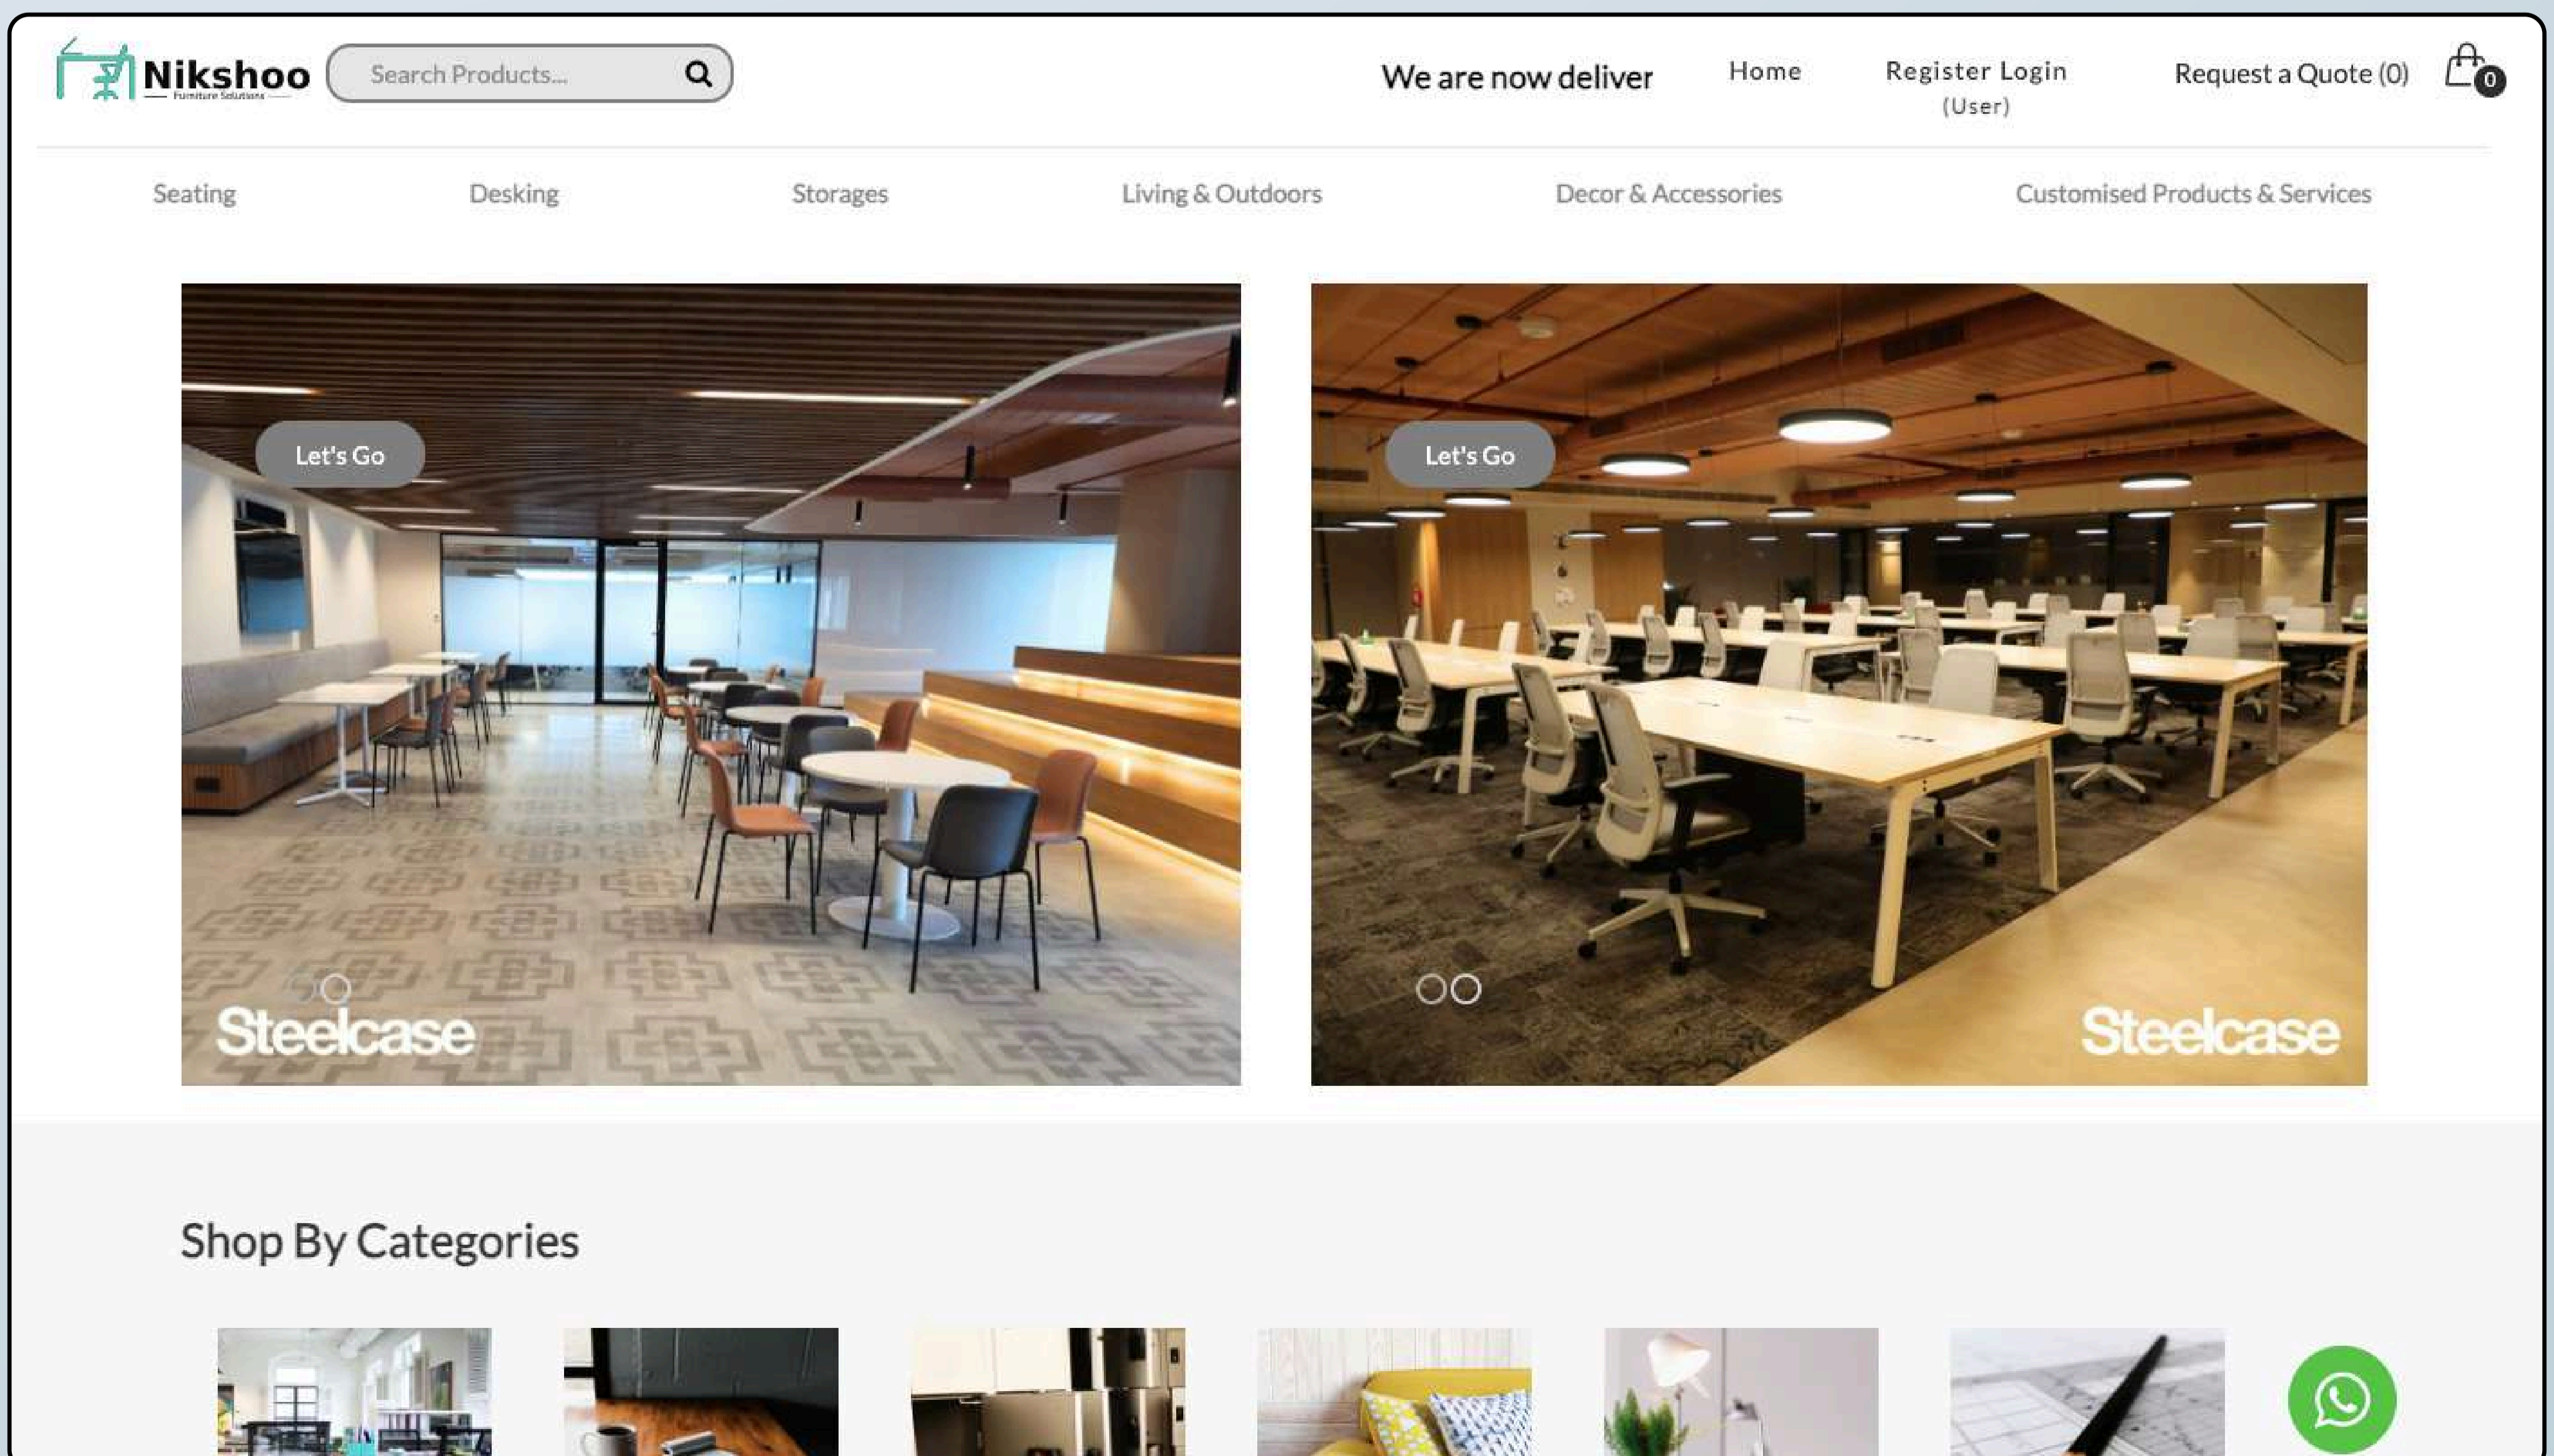 Nikshoo
Furniture Solutions
Search Products...
We are now deliver
Home
Register Login
(User)
Request a Quote (0)
0
Seating
Desking
Storages
Living & Outdoors
Decor & Accessories
Customised Products & Services
Let's Go
Let's Go
Steelcase
Steelcase
Shop By Categories